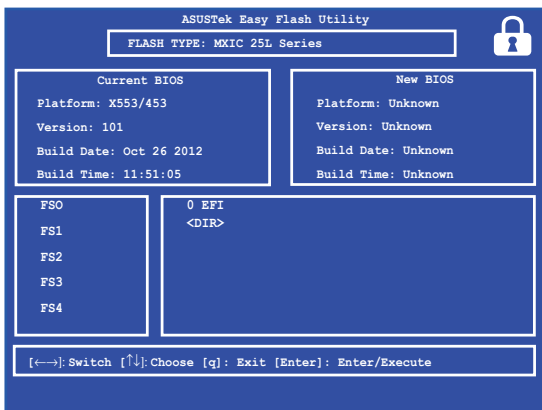 ASUSTek Easy Flash Utility
FLASH TYPE: MXIC 25L Series
Current BIOS
Platform: X553/453
Version: 101
Build Date: Oct 26 2012
Build Time: 11:51:05
New BIOS
Platform: Unknown
Version: Unknown
Build Date: Unknown
Build Time: Unknown
FSO
FS1
FS2
FS3
FS4
0 EFI
<DIR>
[←→]: Switch [↑↓]: Choose [q]: Exit [Enter]: Enter/Execute